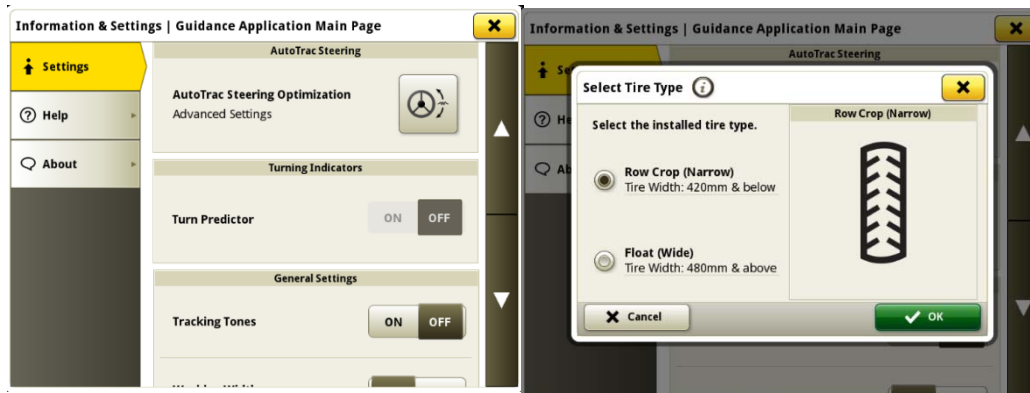 Information & Settings | Guidance Application Main Page
Settings
Help
About
AutoTrac Steering
AutoTrac Steering Optimization
Advanced Settings
Turning Indicators
Turn Predictor
ON OFF
General Settings
Tracking Tones
ON OFF
Information & Settings | Guidance Application Main Page
AutoTrac Steering
Select Tire Type
Select the installed tire type.
Row Crop (Narrow)
Tire Width: 420mm & below
Float (Wide)
Tire Width: 480mm & above
Row Crop (Narrow)
Cancel
OK